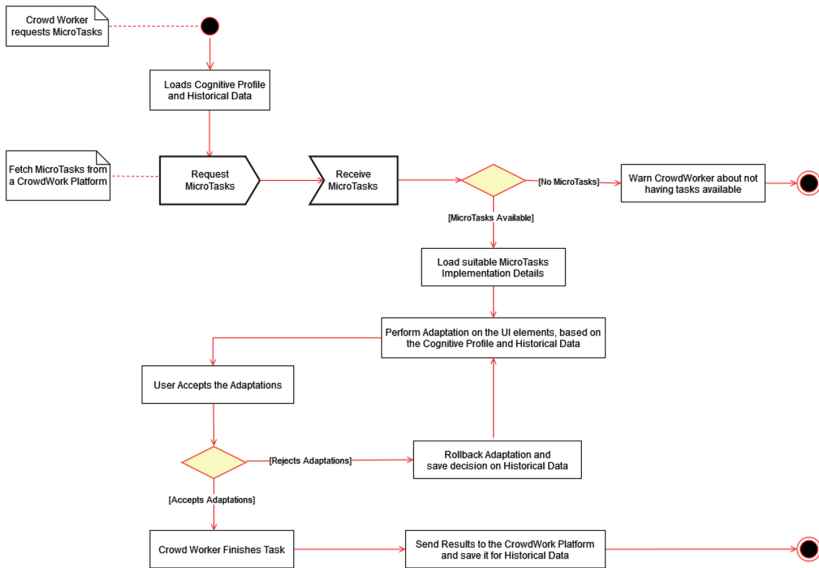 Crowd Worker
requests MicroTasks
Loads Cognitive Profile
and Historical Data
Fetch MicroTasks from
a CrowdWork Platform
Request
MicroTasks
Receive
MicroTasks
[No MicroTasks]
Warn CrowdWorker about not
having tasks available
[MicroTasks Available]
Load suitable MicroTasks
Implementation Details
Perform Adaptation on the UI elements, based on
the Cognitive Profile and Historical Data
User Accepts the Adaptations
[Rejects Adaptations]
Rollback Adaptation and
save decision on Historical Data
[Accepts Adaptations]
Crowd Worker Finishes Task
Send Results to the CrowdWork Platform
and save it for Historical Data